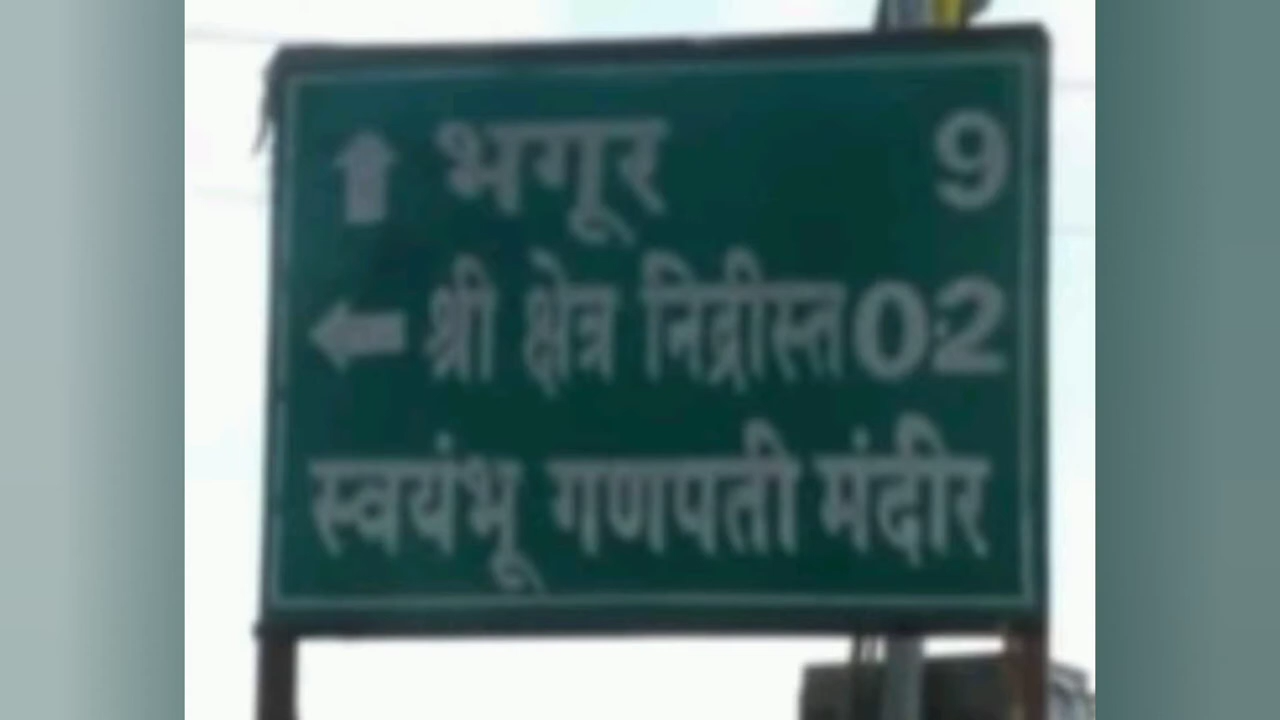 भगूर 9
श्री क्षेत्र निद्रीस्त 02
स्वयंभू गणपती मंदीर